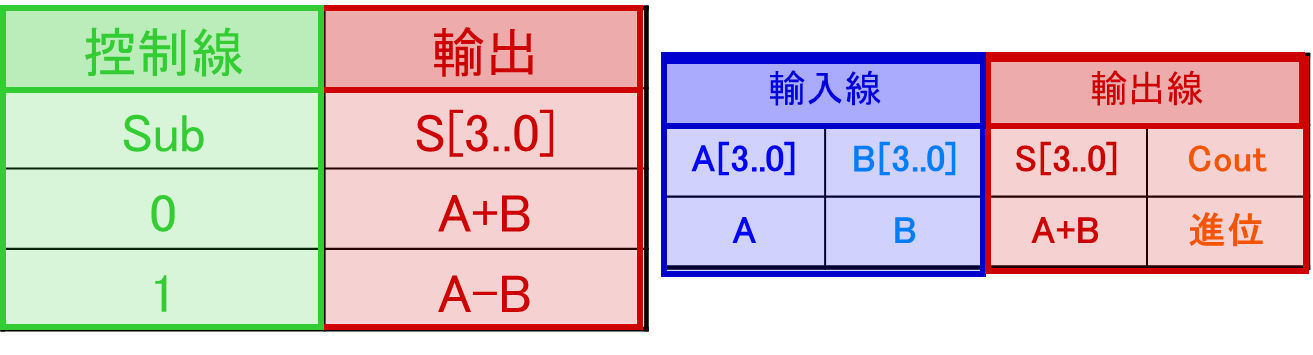 控制線 輸出
Sub S[3..0]
0 A+B
1 A-B
輸入線 輸出線
A[3..0] B[3..0] S[3..0] Cout
A B A+B 進位